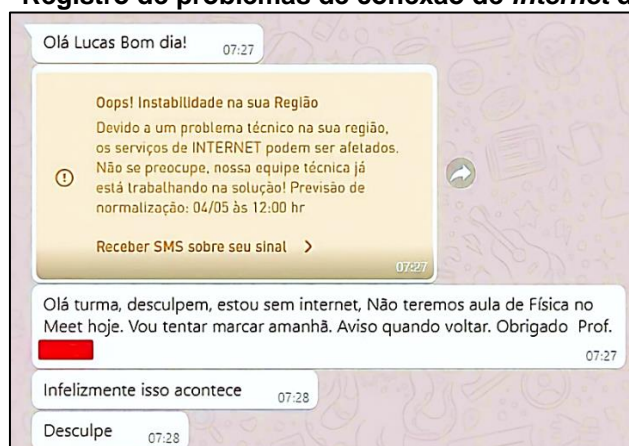 Registro de problemas de conexão de internet d
Olá Lucas Bom dia! 07:27
Oops! Instabilidade na sua Região
Devido a um problema técnico na sua região,
os serviços de INTERNET podem ser afetados.
Não se preocupe, nossa equipe técnica já
está trabalhando na solução! Previsão de
normalização: 04/05 às 12:00 hr
Receber SMS sobre seu sinal >
07:27
Olá turma, desculpem, estou sem internet, Não teremos aula de Física no
Meet hoje. Vou tentar marcar amanhã. Aviso quando voltar. Obrigado Prof.
07:27
Infelizmente isso acontece 07:28
Desculpe 07:28